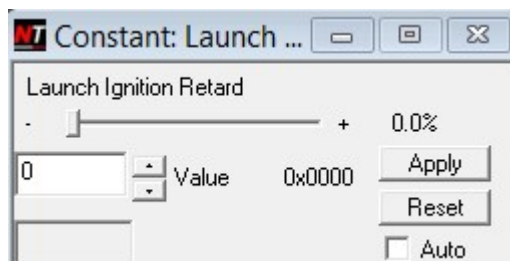 NT Constant: Launch ...
Launch Ignition Retard
- + 0.0%
0 Value 0x0000 Apply
Reset
Auto